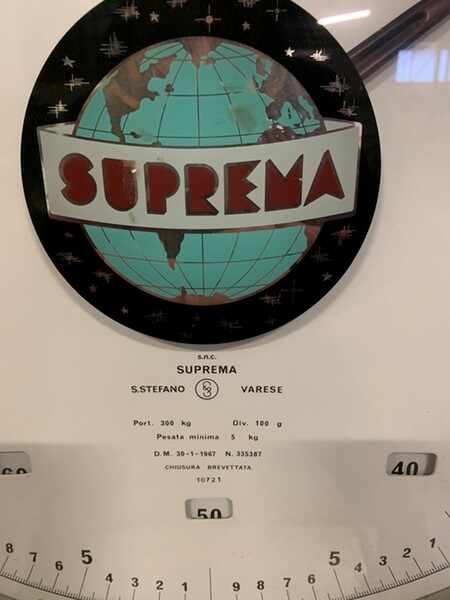 SUPREMA
s.n.c.
SUPREMA
S.STEFANO S VARESE
Port. 300 kg Div. 100 g
Pesata minima 5 kg
D.M. 30-1-1967 N. 335387
CHIUSURA BREVETTATA
10721
60 40
50
8 7 6 5 4 3 2 1 9 8 7 6 5 4 3 2 1